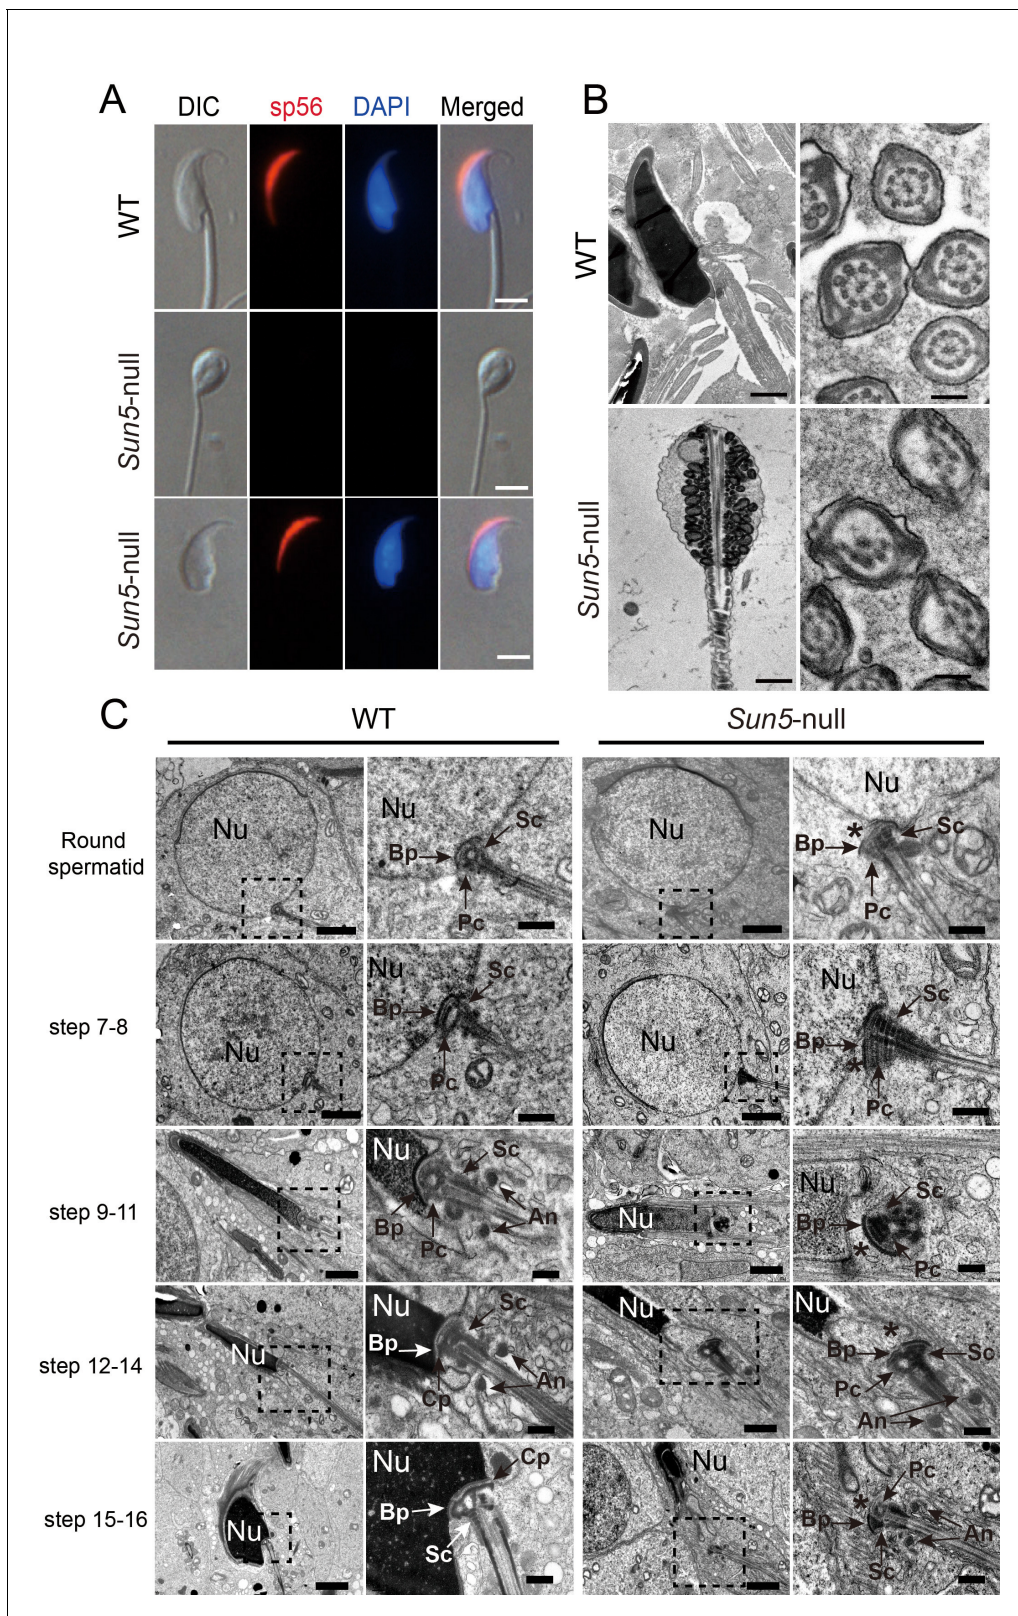 A
DIC sp56 DAPI Merged
WT
Sun5-null
Sun5-null
B
WT
Sun5-null
C
WT Sun5-null
Round
spermatid
Nu
Nu
Sc
Bp
Pc
Nu
Nu
Sc
Bp
*
Pc
step 7-8
Nu
Nu
Sc
Bp
Pc
Nu
Nu
Sc
Bp
*
Pc
step 9-11
Nu
Sc
Bp
Pc
An
Nu
Nu
Sc
Bp
*
Pc
step 12-14
Nu
Nu
Sc
Bp
Cp
An
Nu
Nu
*
Bp
Sc
Pc
An
step 15-16
Nu
Nu
Cp
Bp
Sc
Nu
Pc
*
Bp
An
Sc